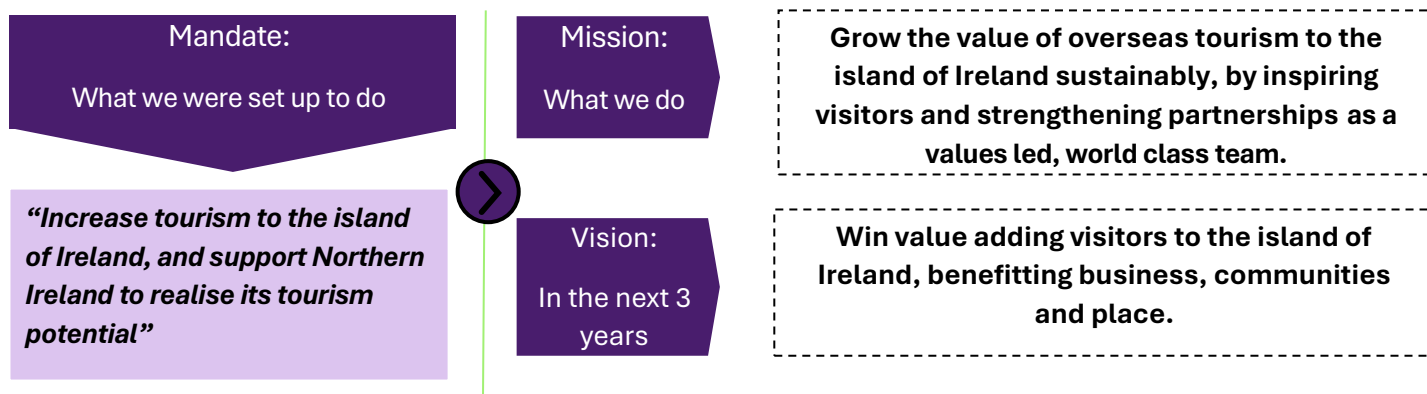 Mandate:
What we were set up to do
“Increase tourism to the island
of Ireland, and support Northern
Ireland to realise its tourism
potential”
Mission:
What we do
Grow the value of overseas tourism to the
island of Ireland sustainably, by inspiring
visitors and strengthening partnerships as a
values led, world class team.
Vision:
In the next 3
years
Win value adding visitors to the island of
Ireland, benefitting business, communities
and place.